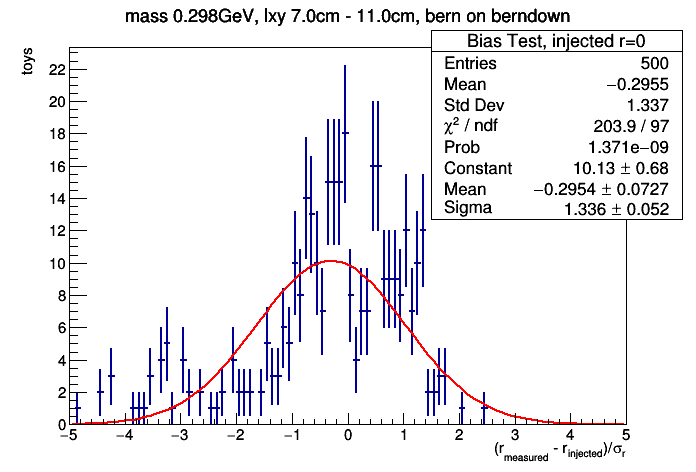 mass 0.298GeV, lxy 7.0cm - 11.0cm, bern on berndown
Bias Test, injected r=0
Entries 500
Mean −0.2955
Std Dev 1.337
χ² / ndf 203.9 / 97
Prob 1.371e−09
Constant 10.13 ± 0.68
Mean −0.2954 ± 0.0727
Sigma 1.336 ± 0.052
toys
22
20
18
16
14
12
10
8
6
4
2
0
−5 −4 −3 −2 −1 0 1 2 3 4 5
(r_measured - r_injected)/σ_r